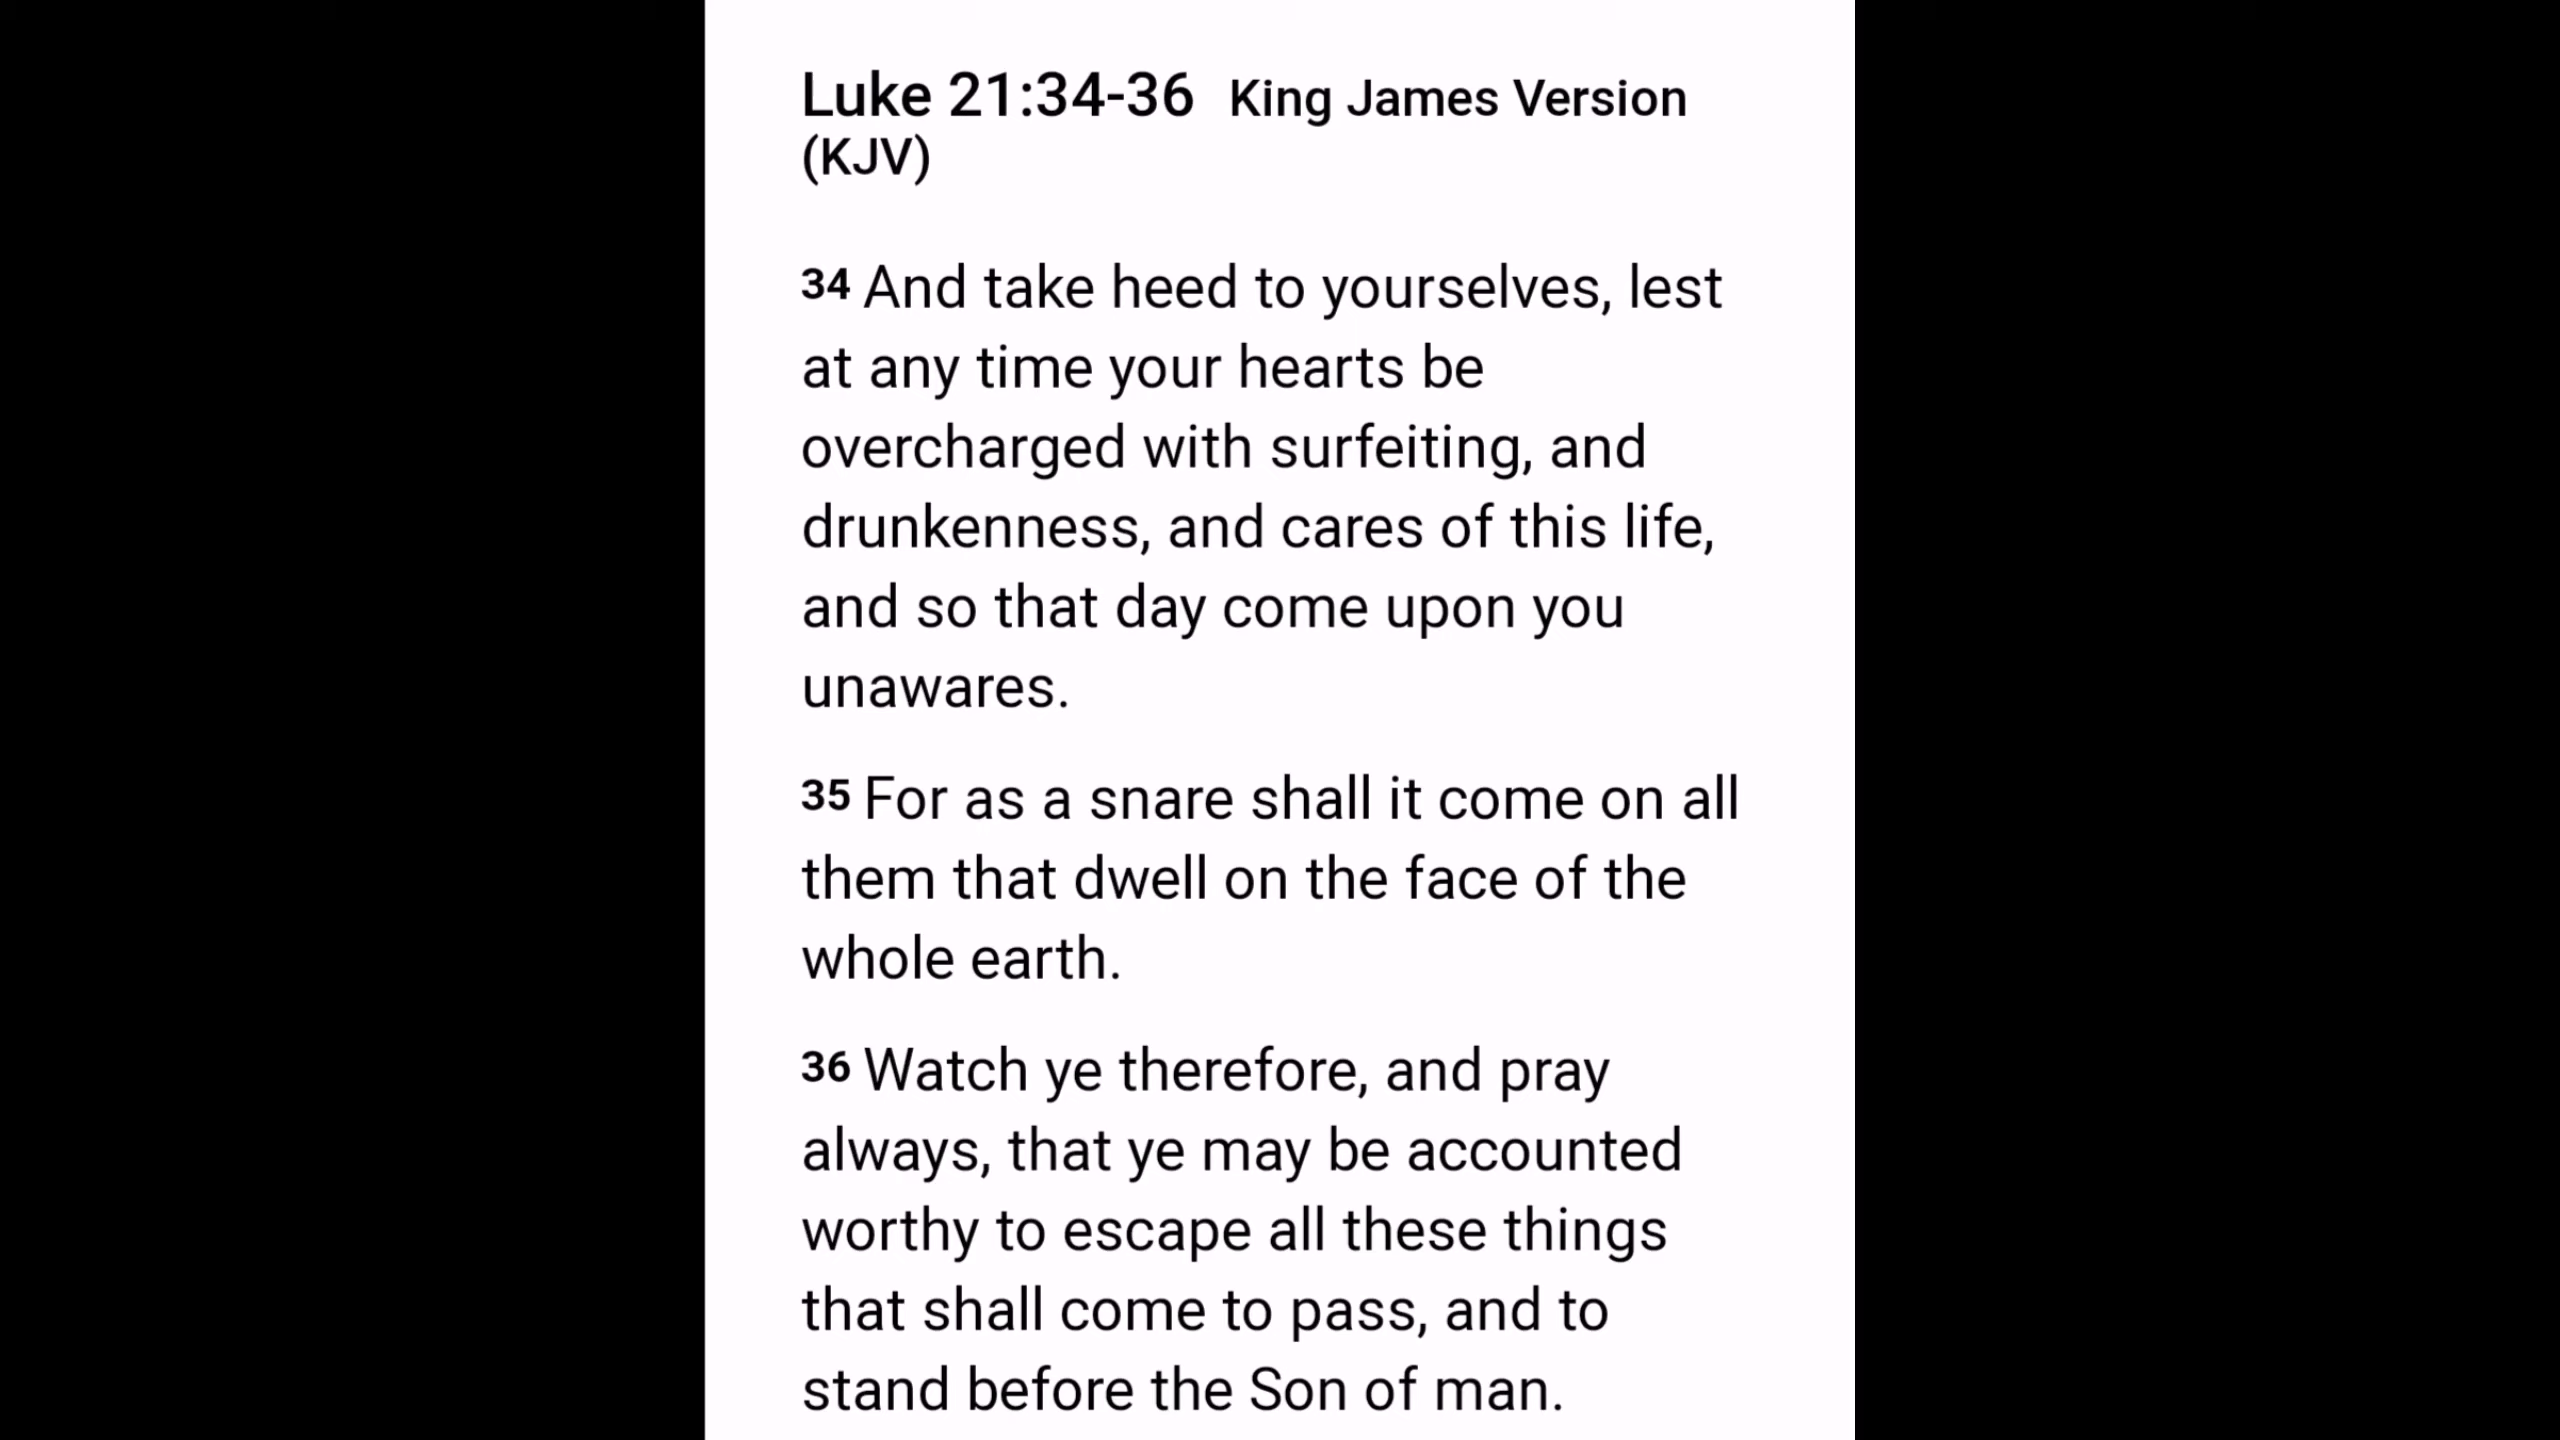 Luke 21:34-36 King James Version
(KJV)
34 And take heed to yourselves, lest
at any time your hearts be
overcharged with surfeiting, and
drunkenness, and cares of this life,
and so that day come upon you
unawares.
35 For as a snare shall it come on all
them that dwell on the face of the
whole earth.
36 Watch ye therefore, and pray
always, that ye may be accounted
worthy to escape all these things
that shall come to pass, and to
stand before the Son of man.